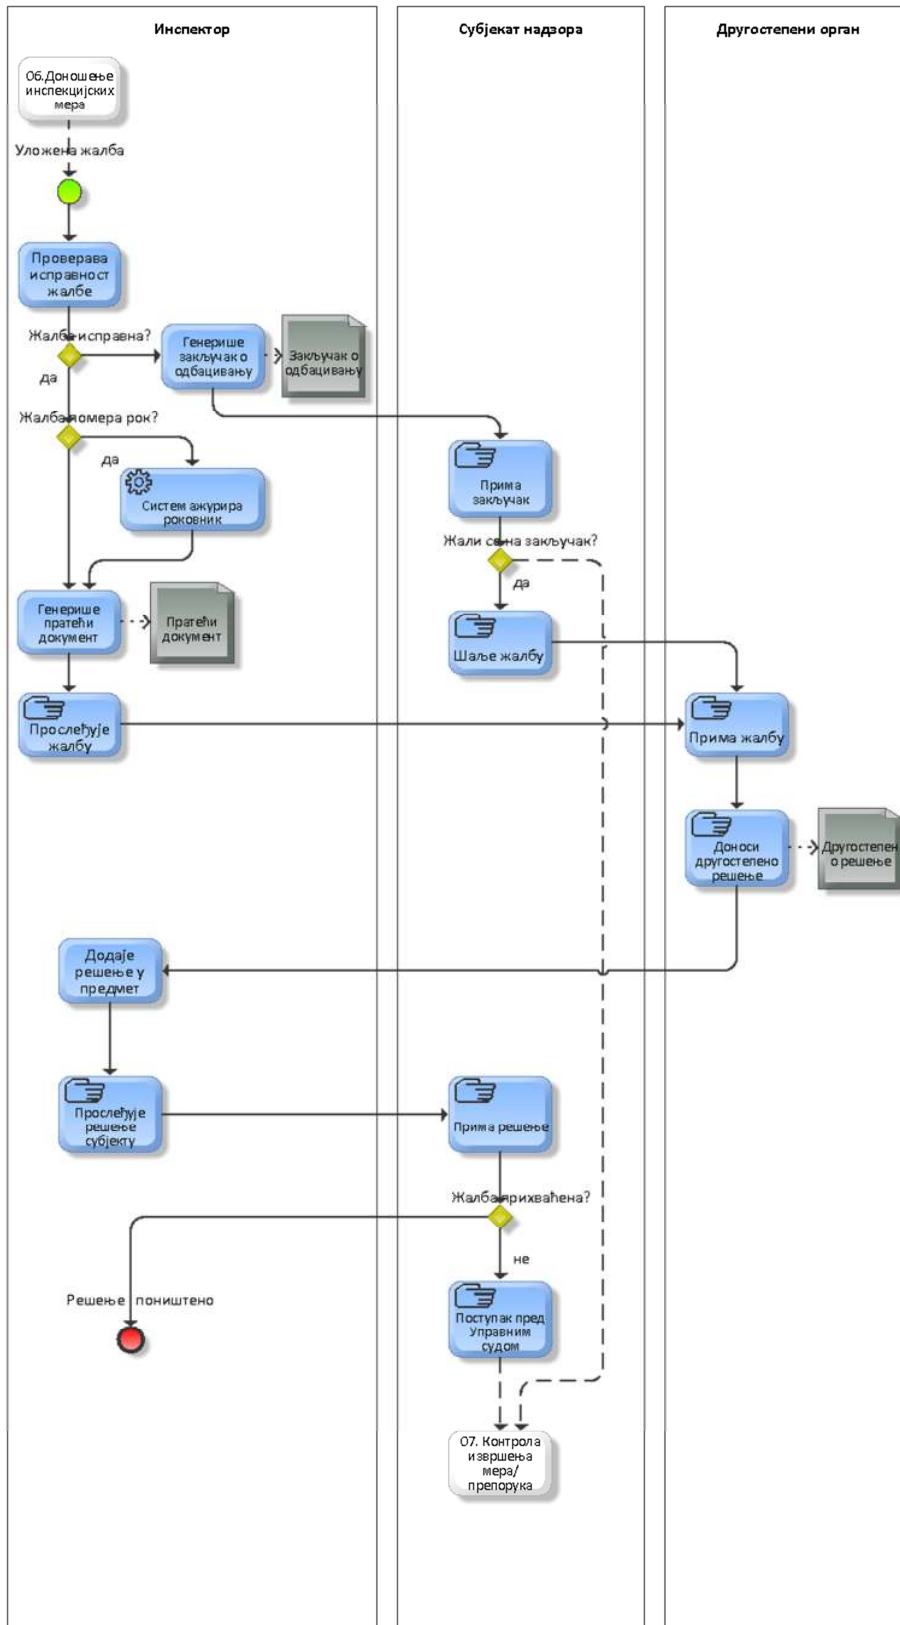 Инспектор
Субјекат надзора
Другостепени орган
06.Доношење
инспекцијских
мера
Уложена жалба
Проверава
исправност
жалбе
Жалба исправна?
да
Генерише
закључак о
одбацивању
Закључак о
одбацивању
Жалба помера рок?
да
Систем ажурира
роковник
Прима
закључак
Жали се на закључак?
да
Генерише
пратећи
документ
Пратећи
документ
Шаље жалбу
Прослеђује
жалбу
Прима жалбу
Доноси
другостепено
решење
Другостепен
о решење
Додаје
решење у
предмет
Прослеђује
решење
субјекту
Прима решење
Жалба прихваћена?
не
Решење поништено
Поступак пред
Управним
судом
07. Контрола
извршења
мера/
препорука